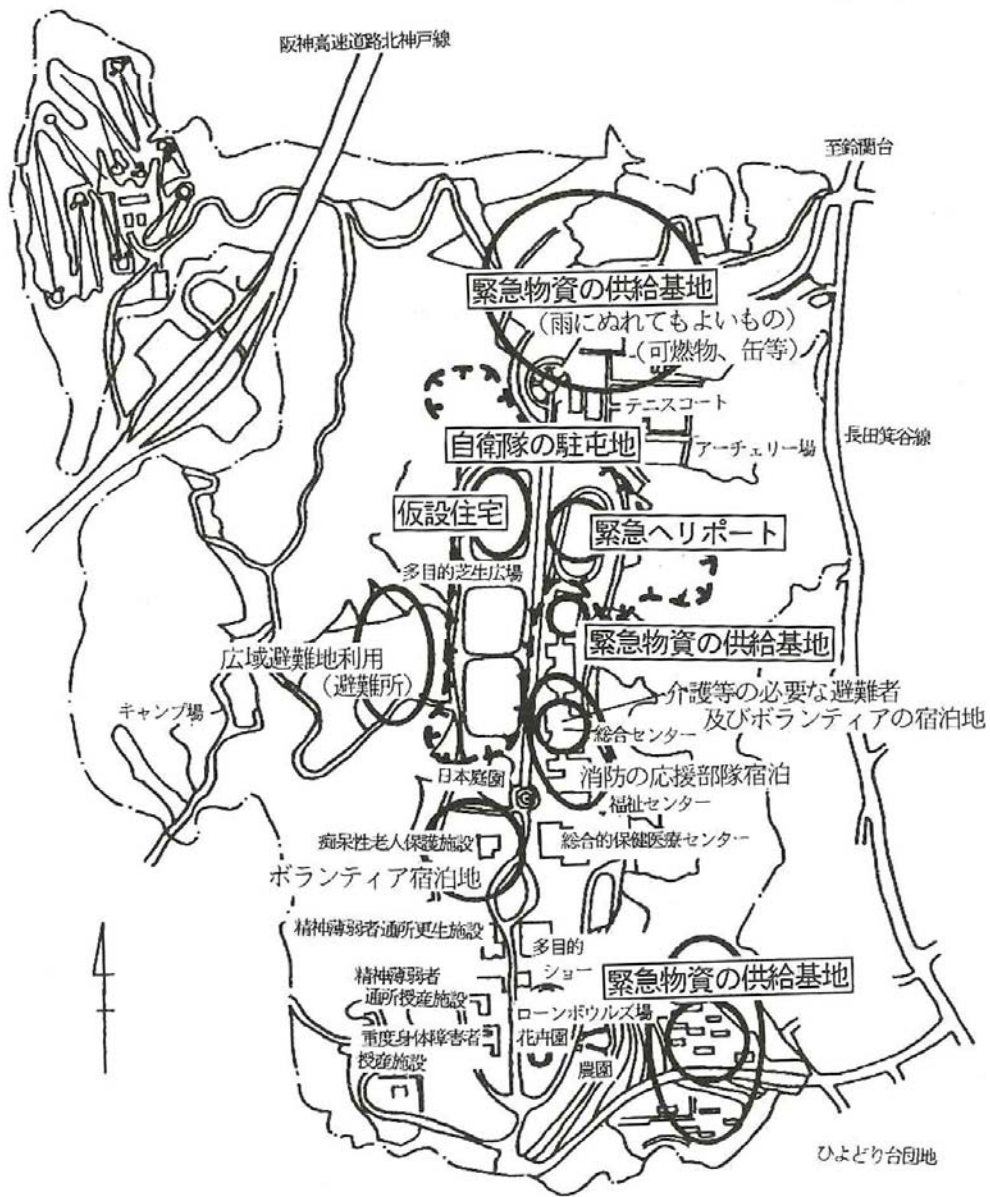 阪神高速道路北神戸線
至鈴蘭台
緊急物資の供給基地
（雨にぬれてもよいもの）
（可燃物、缶等）
テニスコート
自衛隊の駐屯地
アーチェリー場
長田箕谷線
仮設住宅
緊急ヘリポート
多目的芝生広場
緊急物資の供給基地
広域避難地利用
（避難所）
介護等の必要な避難者
及びボランティアの宿泊地
キャンプ場
総合センター
日本庭園
消防の応援部隊宿泊
福祉センター
痴呆性老人保護施設
総合的保健医療センター
ボランティア宿泊地
精神薄弱者通所更生施設
多目的
ショー
精神薄弱者
通所授産施設
緊急物資の供給基地
ローンボウルズ場
重度身体障害者
授産施設
花卉園
農園
ひよどり台団地